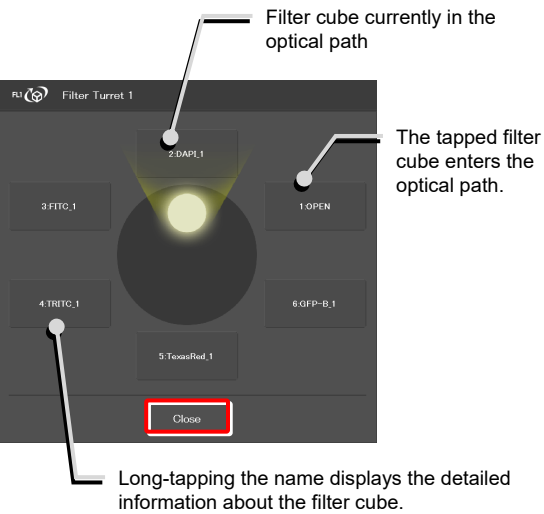 Filter cube currently in the
optical path
FL1 Filter Turret 1
2:DAPI_1
The tapped filter
cube enters the
optical path.
3:FITC_1
1:OPEN
4:TRITC_1
6:GFP-B_1
5:TexasRed_1
Close
Long-tapping the name displays the detailed
information about the filter cube.